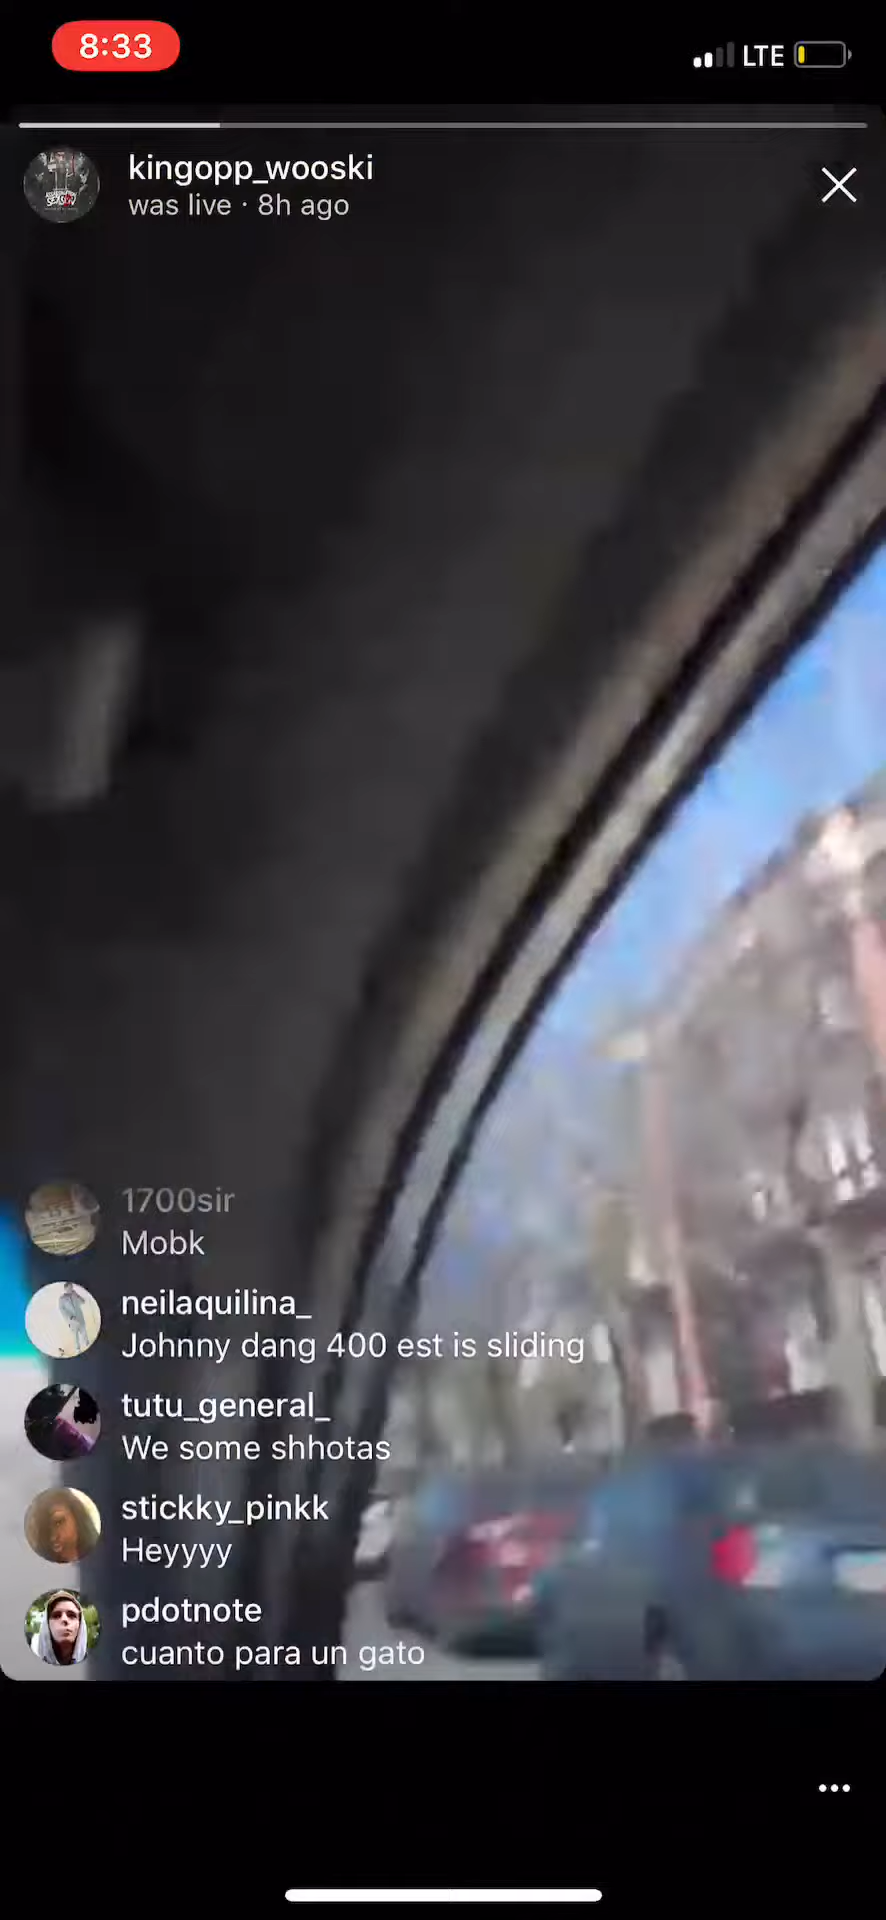 8:33
LTE
kingopp_wooski
was live · 8h ago
1700sir
Mobk
neilaquilina_
Johnny dang 400 est is sliding
tutu_general_
We some shhotas
stickky_pinkk
Heyyyy
pdotnote
cuanto para un gato